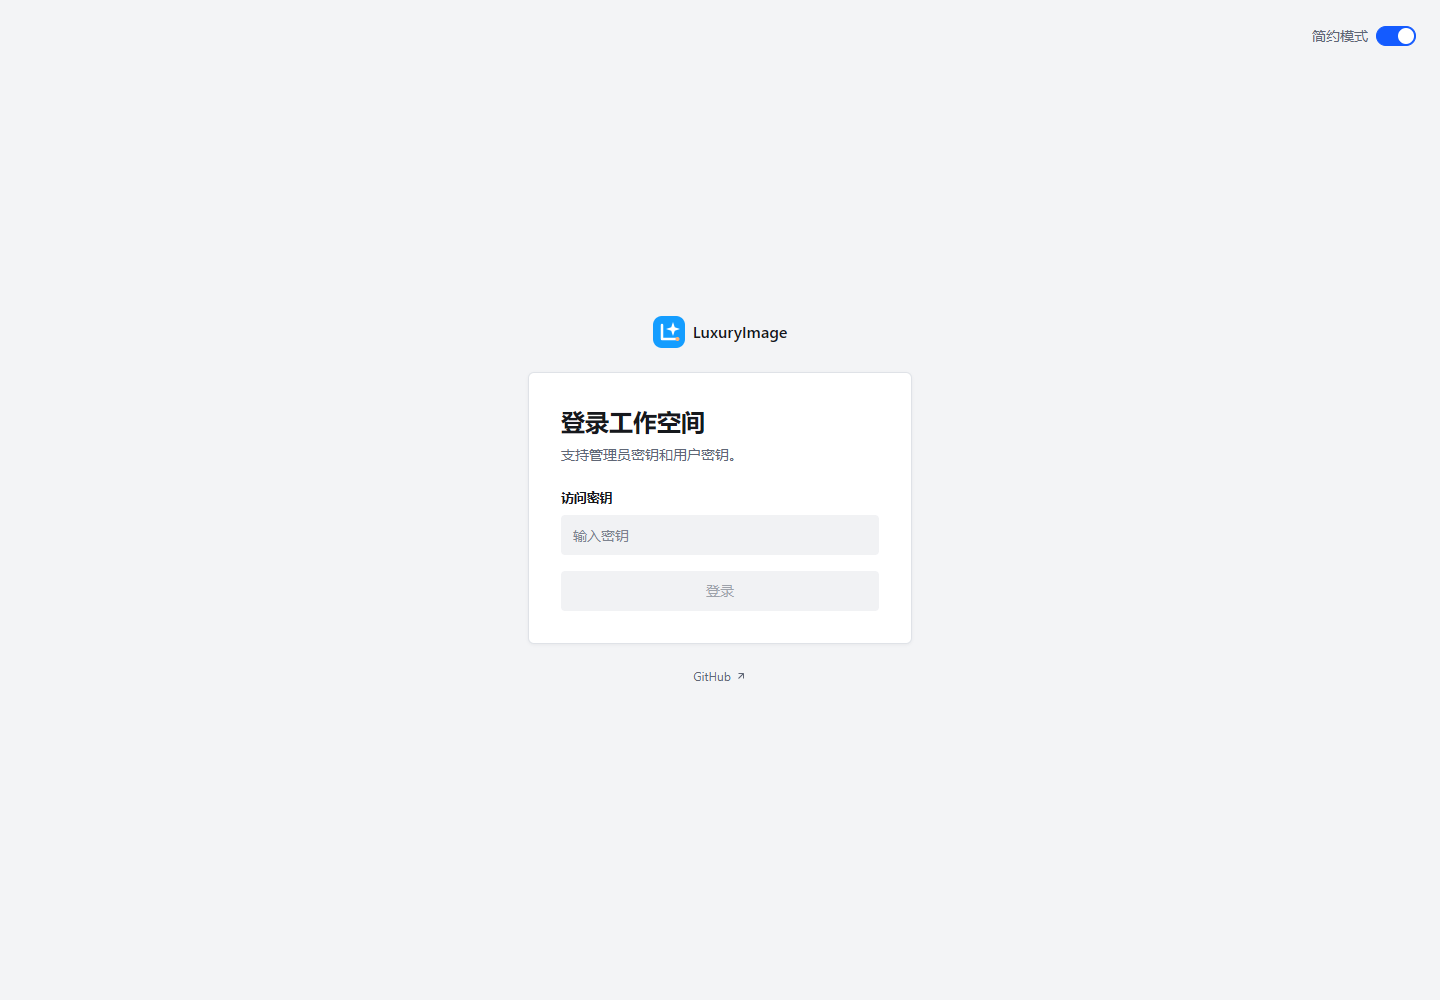 简约模式
LuxuryImage
登录工作空间
支持管理员密钥和用户密钥。
访问密钥
输入密钥
登录
GitHub